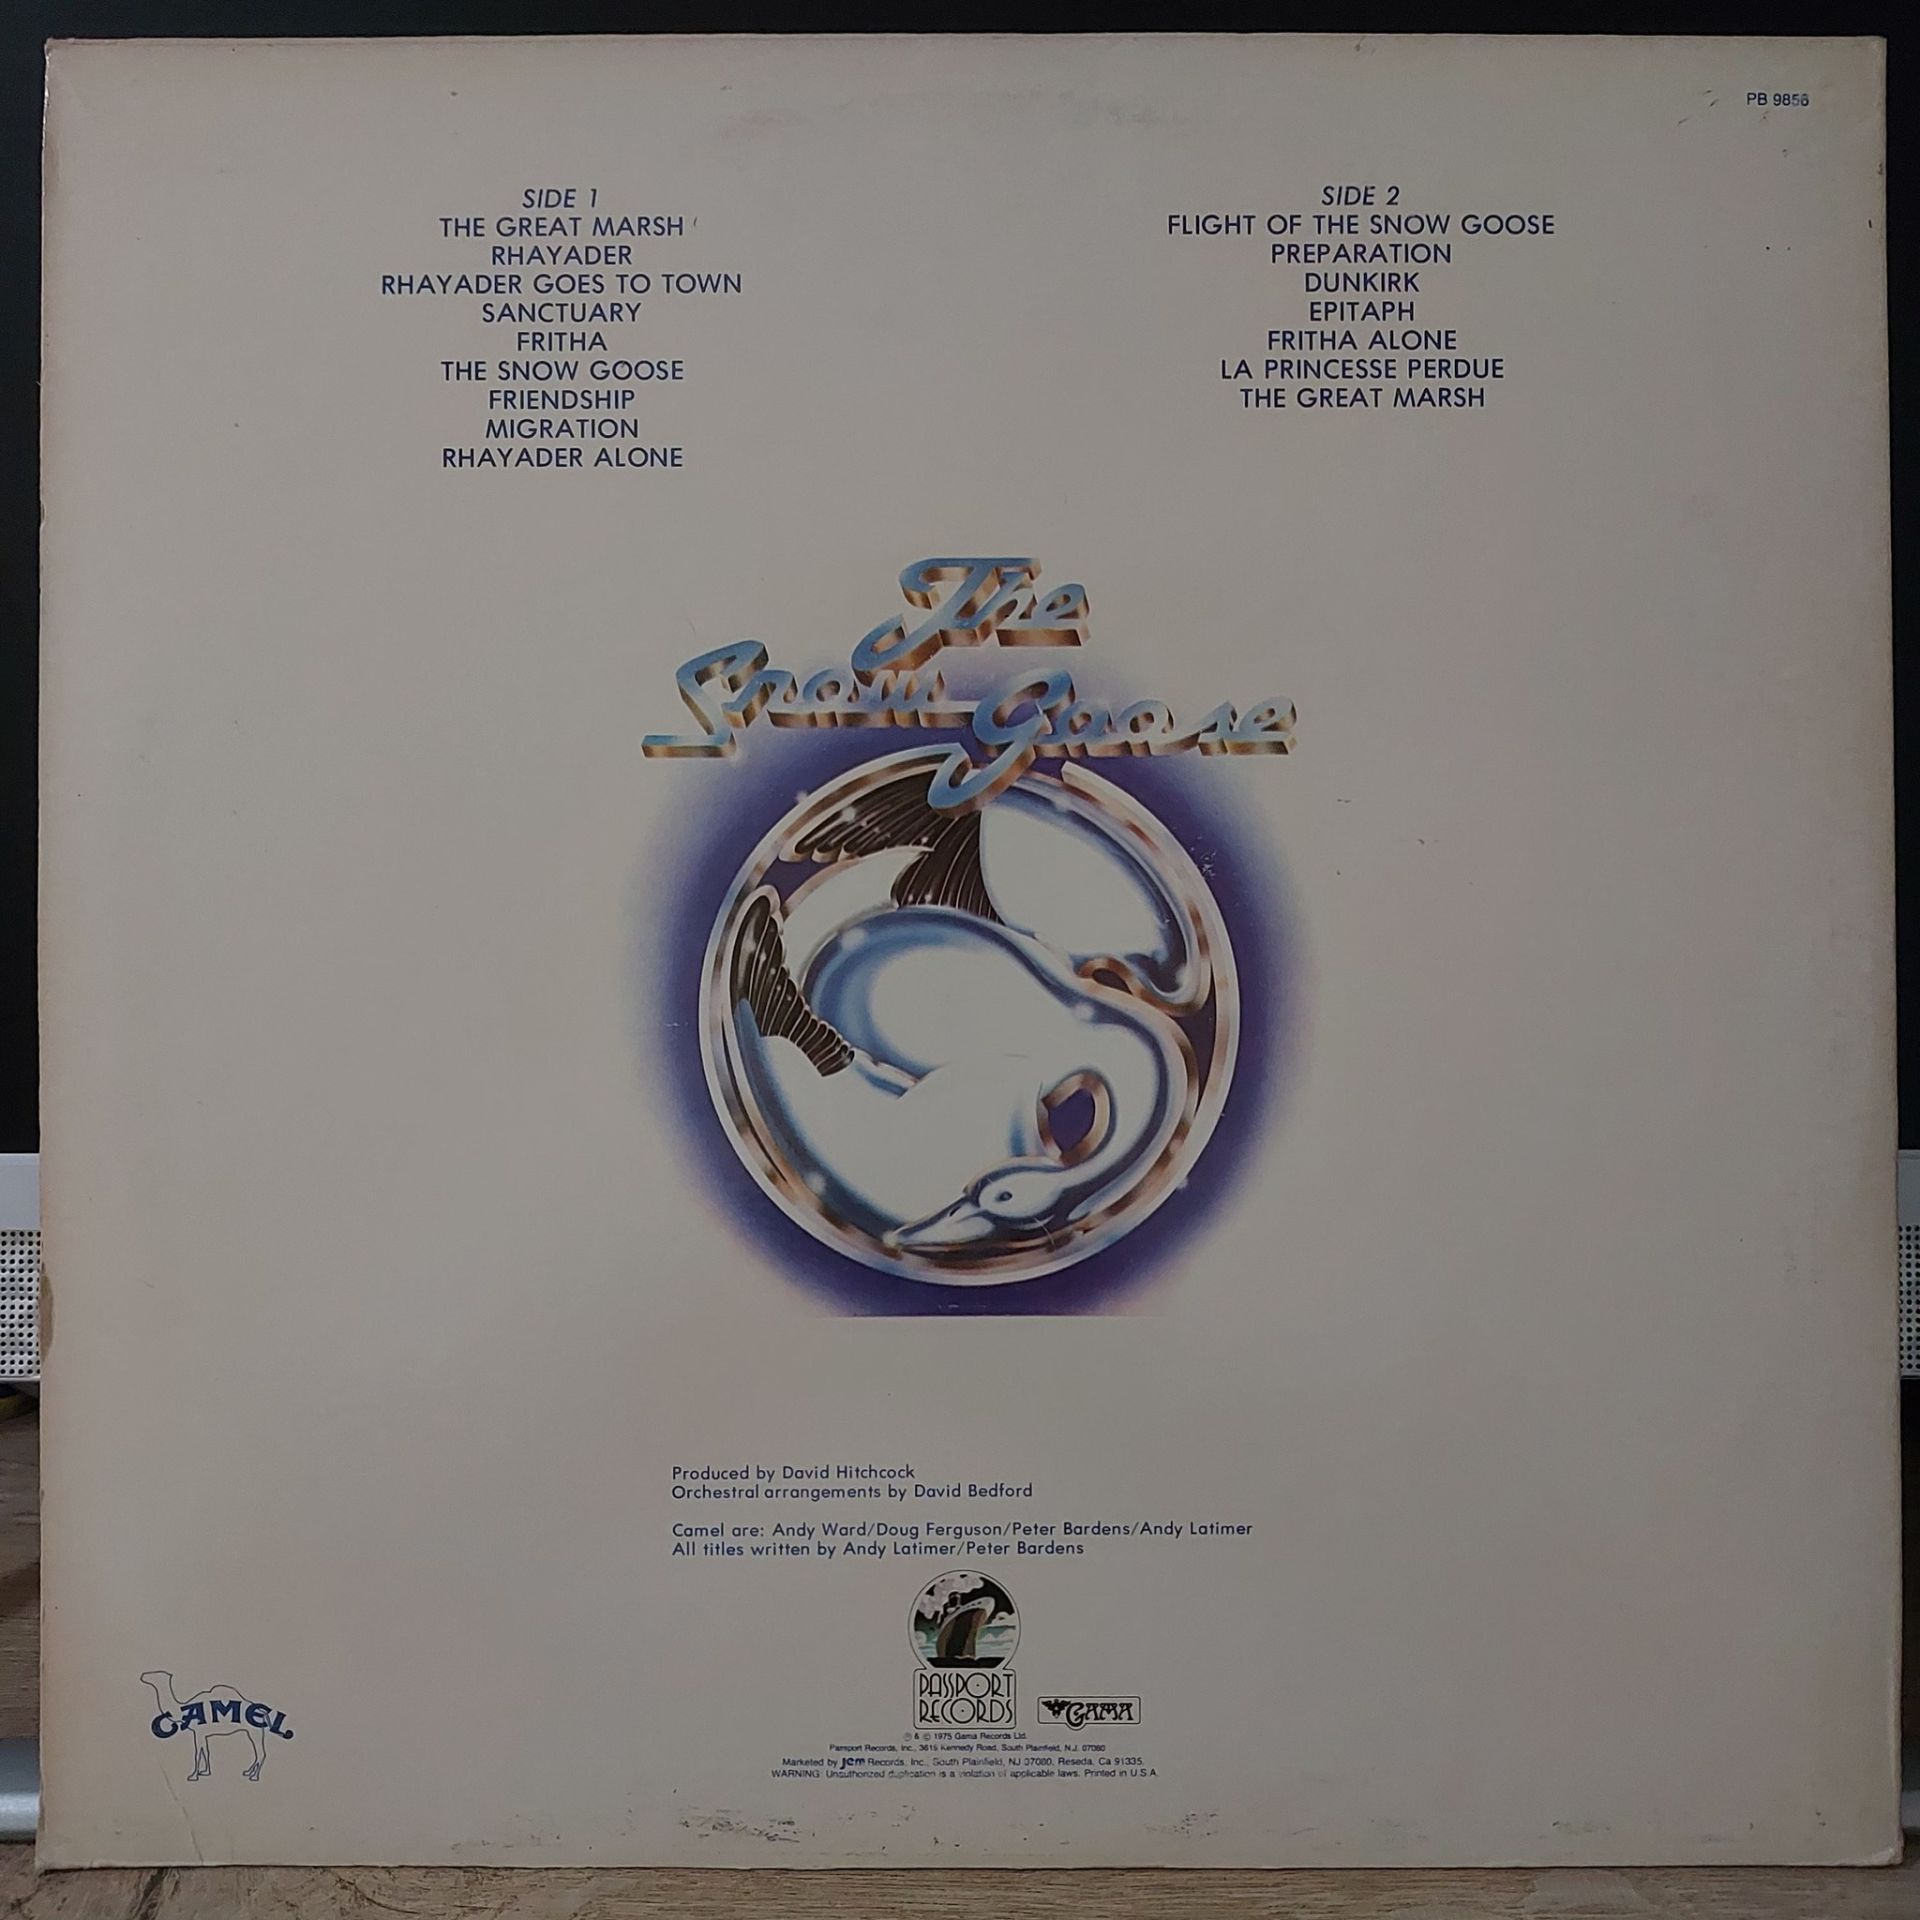 PB 9856
SIDE 1
THE GREAT MARSH
RHAYADER
RHAYADER GOES TO TOWN
SANCTUARY
FRITHA
THE SNOW GOOSE
FRIENDSHIP
MIGRATION
RHAYADER ALONE
SIDE 2
FLIGHT OF THE SNOW GOOSE
PREPARATION
DUNKIRK
EPITAPH
FRITHA ALONE
LA PRINCESSE PERDUE
THE GREAT MARSH
The
Snow Goose
Produced by David Hitchcock
Orchestral arrangements by David Bedford
Camel are: Andy Ward/Doug Ferguson/Peter Bardens/Andy Latimer
All titles written by Andy Latimer/Peter Bardens
CAMEL
PASSPORT
RECORDS
GAMA
℗ & © 1975 Gama Records Ltd.
Passport Records, Inc., 3619 Kennedy Road, South Plainfield, N.J. 07080
Marketed by jem Records, Inc., South Plainfield, NJ 07080, Reseda, Ca 91335.
WARNING: Unauthorized duplication is a violation of applicable laws. Printed in U.S.A.